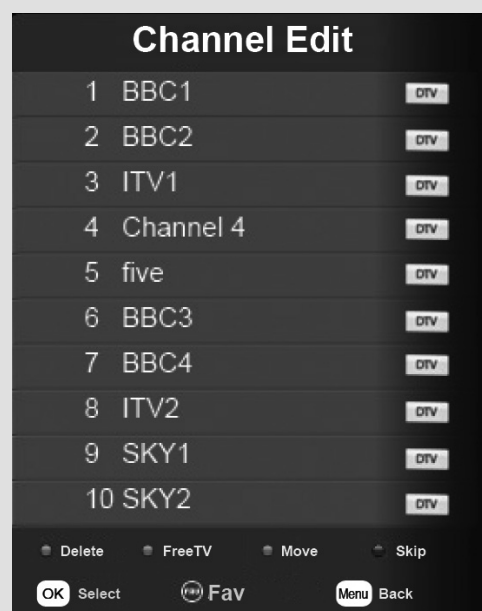 Channel Edit
1 BBC1 DTV
2 BBC2 DTV
3 ITV1 DTV
4 Channel 4 DTV
5 five DTV
6 BBC3 DTV
7 BBC4 DTV
8 ITV2 DTV
9 SKY1 DTV
10 SKY2 DTV
Delete FreeTV Move Skip
OK Select Fav Menu Back